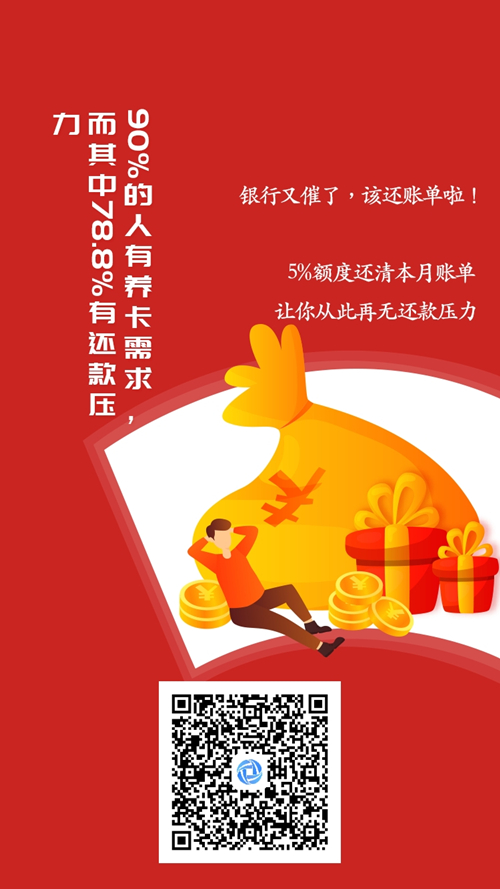 90%的人有养卡需求，
而其中78.8%有还款压
力
银行又催了，该还账单啦！
5%额度还清本月账单
让你从此再无还款压力